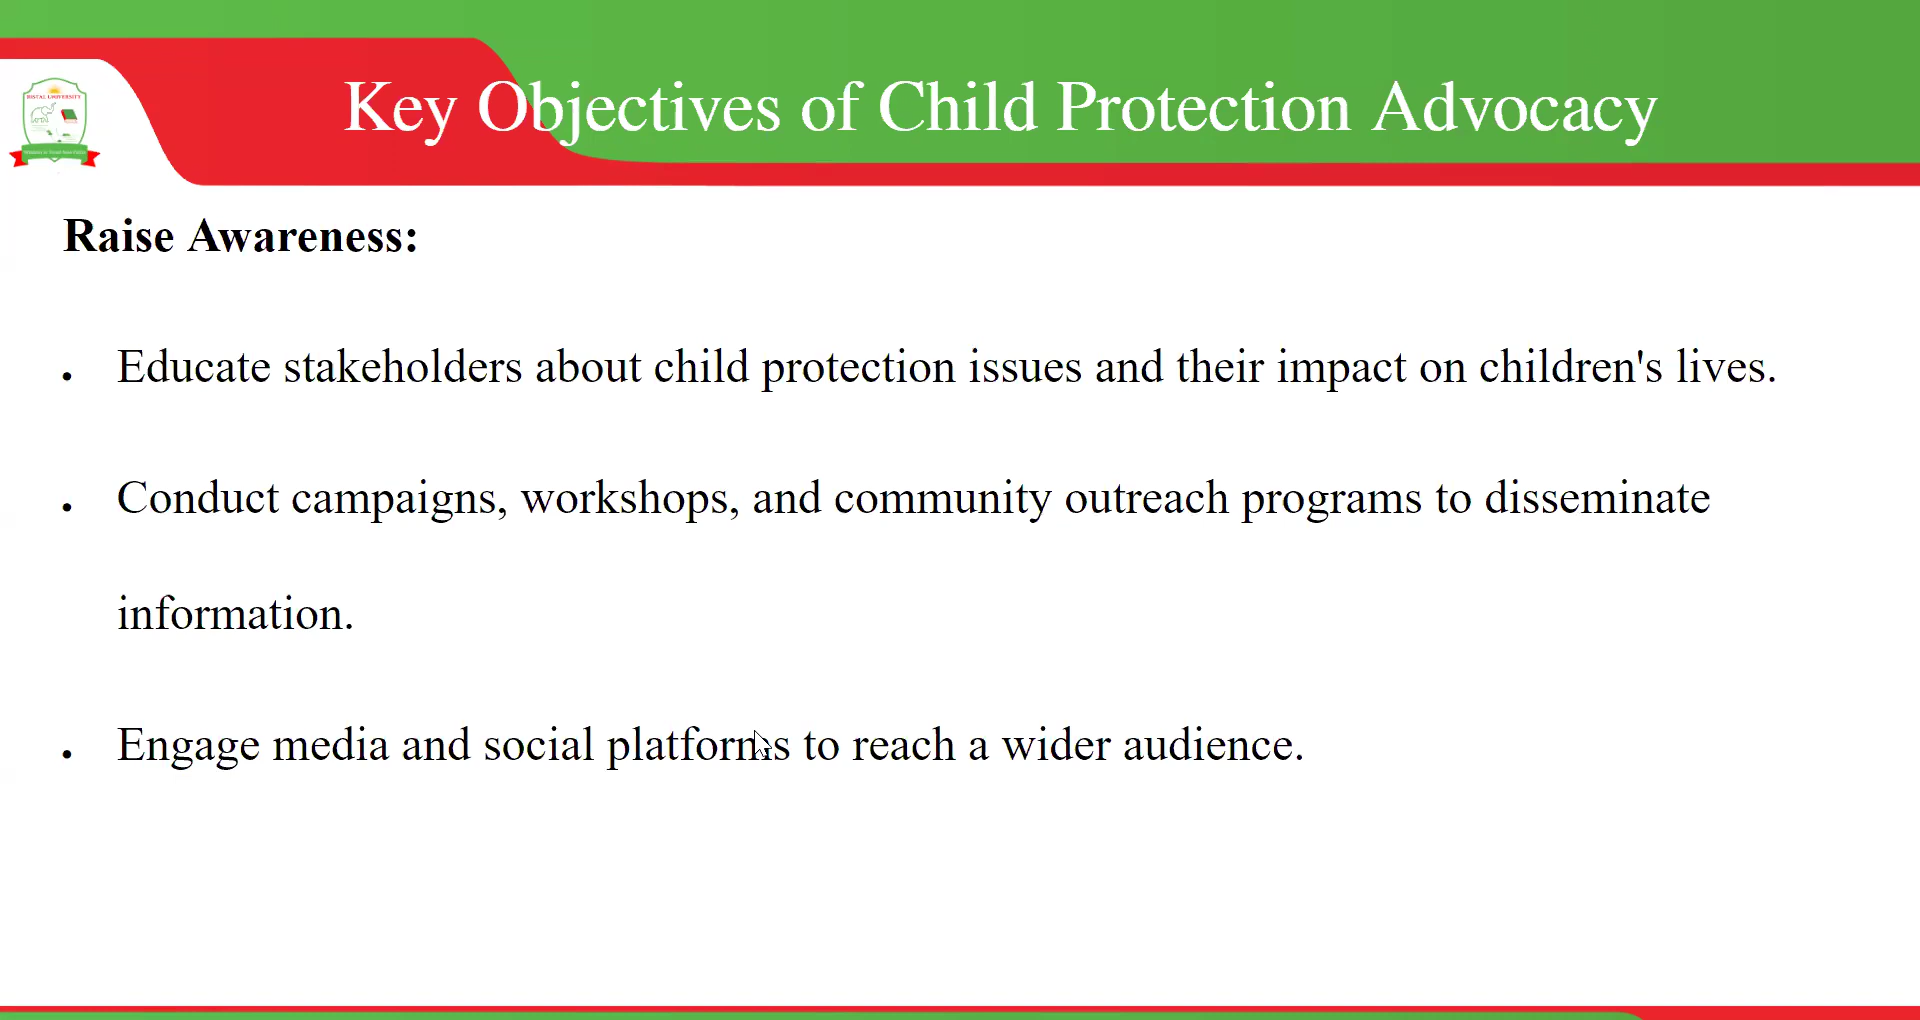 DISTAL UNIVERSITY
Key Objectives of Child Protection Advocacy
Raise Awareness:
• Educate stakeholders about child protection issues and their impact on children's lives.
• Conduct campaigns, workshops, and community outreach programs to disseminate
information.
• Engage media and social platforms to reach a wider audience.